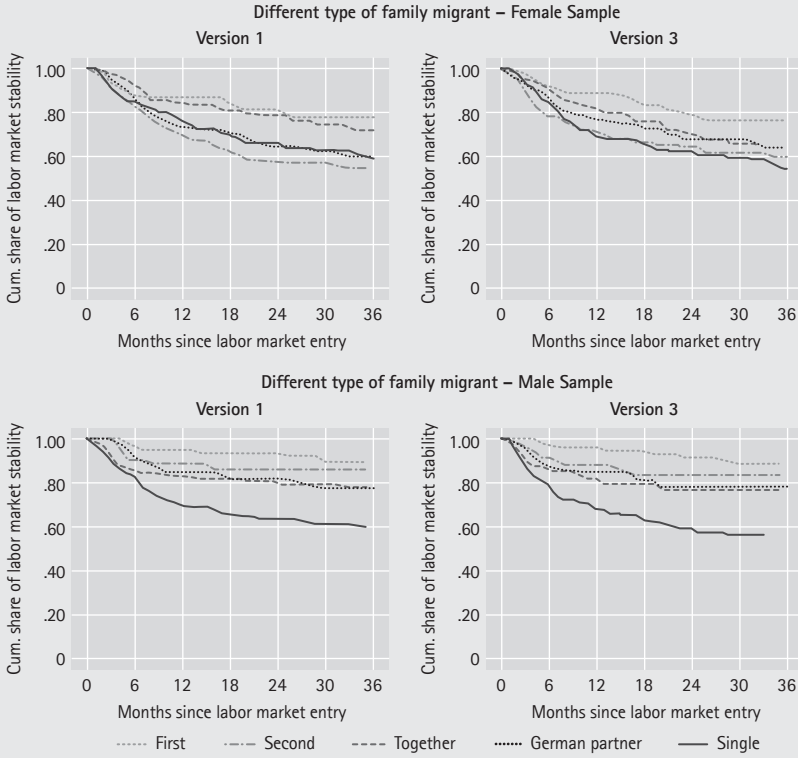 Different type of family migrant – Female Sample
Version 1
Version 3
Cum. share of labor market stability
1.00
.80
.60
.40
.20
0
0 6 12 18 24 30 36
Months since labor market entry
Cum. share of labor market stability
1.00
.80
.60
.40
.20
0
0 6 12 18 24 30 36
Months since labor market entry
Different type of family migrant – Male Sample
Version 1
Version 3
Cum. share of labor market stability
1.00
.80
.60
.40
.20
0
0 6 12 18 24 30 36
Months since labor market entry
Cum. share of labor market stability
1.00
.80
.60
.40
.20
0
0 6 12 18 24 30 36
Months since labor market entry
First Second Together German partner Single